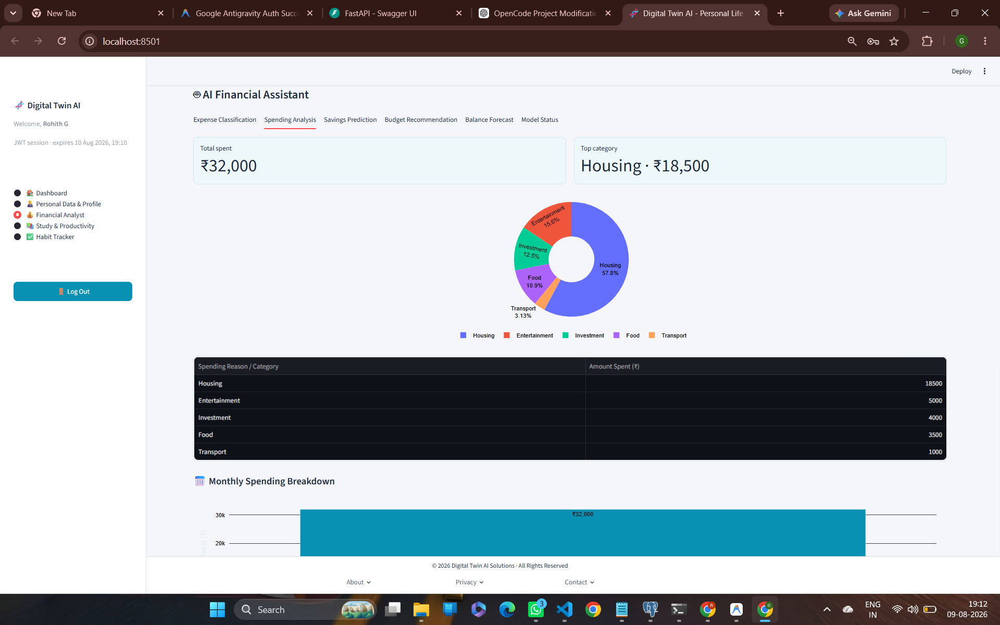 New Tab
Google Antigravity Auth Succ
FastAPI - Swagger UI
OpenCode Project Modificatio
Digital Twin AI - Personal Life
Ask Gemini
localhost:8501
G
Deploy
Digital Twin AI
Welcome, Rohith G
JWT session · expires 10 Aug 2026, 19:10
Dashboard
Personal Data & Profile
Financial Analyst
Study & Productivity
Habit Tracker
Log Out
AI Financial Assistant
Expense Classification
Spending Analysis
Savings Prediction
Budget Recommendation
Balance Forecast
Model Status
Total spent
₹32,000
Top category
Housing · ₹18,500
Entertainment
15.6%
Investment
12.5%
Food
10.9%
Transport
3.13%
Housing
57.8%
Housing
Entertainment
Investment
Food
Transport
Spending Reason / Category
Amount Spent (₹)
Housing
18500
Entertainment
5000
Investment
4000
Food
3500
Transport
1000
Monthly Spending Breakdown
30k
20k
Spent (₹)
₹32,000
© 2026 Digital Twin AI Solutions · All Rights Reserved
About
Privacy
Contact
Search
3
R
G
ENG
IN
19:12
09-08-2026